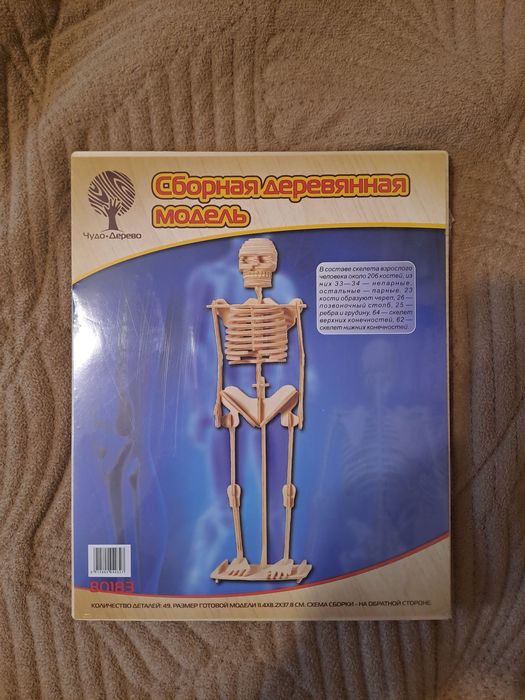 Сборная деревянная
модель
Чудо-Дерево
В составе скелета взрослого
человека около 206 костей, из
них 33—34 — непарные,
остальные — парные. 23
кости образуют череп, 26 —
позвоночный столб, 25 —
ребра и грудину, 64 — скелет
верхних конечностей, 62 —
скелет нижних конечностей.
80183
КОЛИЧЕСТВО ДЕТАЛЕЙ: 49, РАЗМЕР ГОТОВОЙ МОДЕЛИ 11.4Х8.2Х37.8 СМ. СХЕМА СБОРКИ - НА ОБРАТНОЙ СТОРОНЕ.